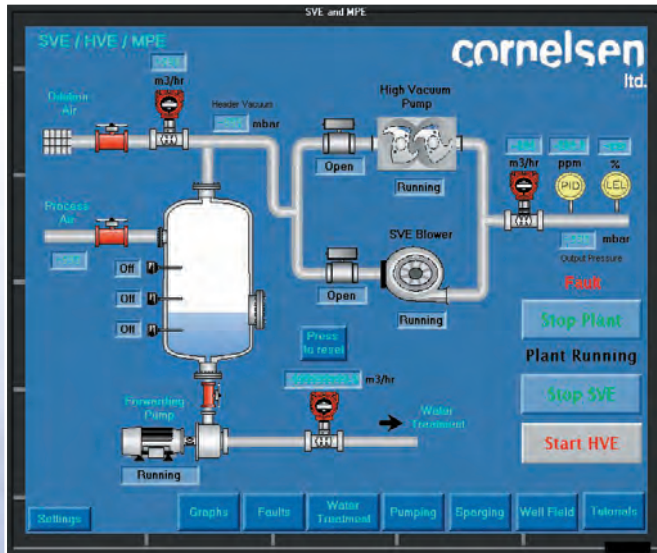 SVE and MPE
SVE / HVE / MPE
cornelsen
ltd.
m3/hr
Dilution
Air
Header Vacuum
mbar
High Vacuum
Pump
Open
Running
m3/hr
ppm
%
PID
LEL
Process
Air
SVE Blower
mbar
Output Pressure
Off
Off
Off
Open
Running
Fault
Stop Plant
Press
to reset
Plant Running
m3/hr
Stop SVE
Forwarding
Pump
Water
Treatment
Start HVE
Running
Settings
Graphs
Faults
Water
Treatment
Pumping
Sparging
Well Field
Tutorials